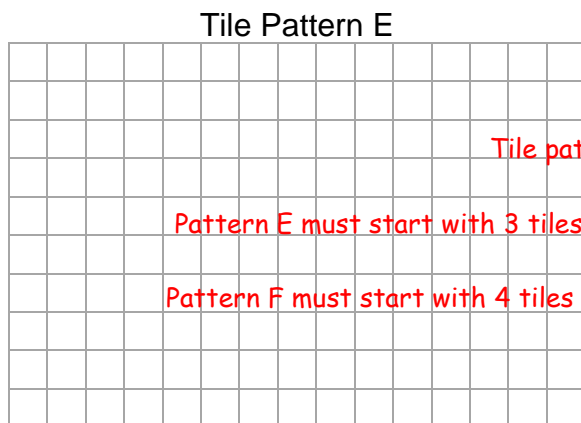 Tile Pattern E
Tile pat
Pattern E must start with 3 tiles
Pattern F must start with 4 tiles